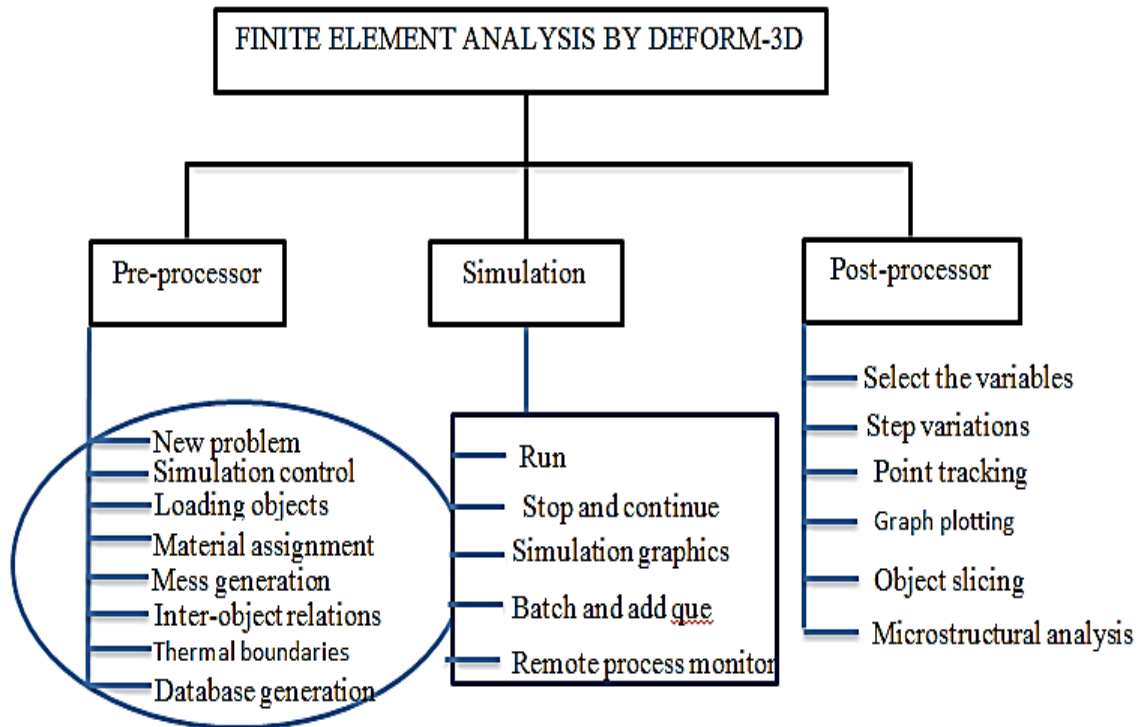 FINITE ELEMENT ANALYSIS BY DEFORM-3D
Pre-processor
New problem
Simulation control
Loading objects
Material assignment
Mess generation
Inter-object relations
Thermal boundaries
Database generation
Simulation
Run
Stop and continue
Simulation graphics
Batch and add que
Remote process monitor
Post-processor
Select the variables
Step variations
Point tracking
Graph plotting
Object slicing
Microstructural analysis